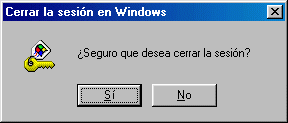 Cerrar la sesión en Windows
¿Seguro que desea cerrar la sesión?
Sí
No